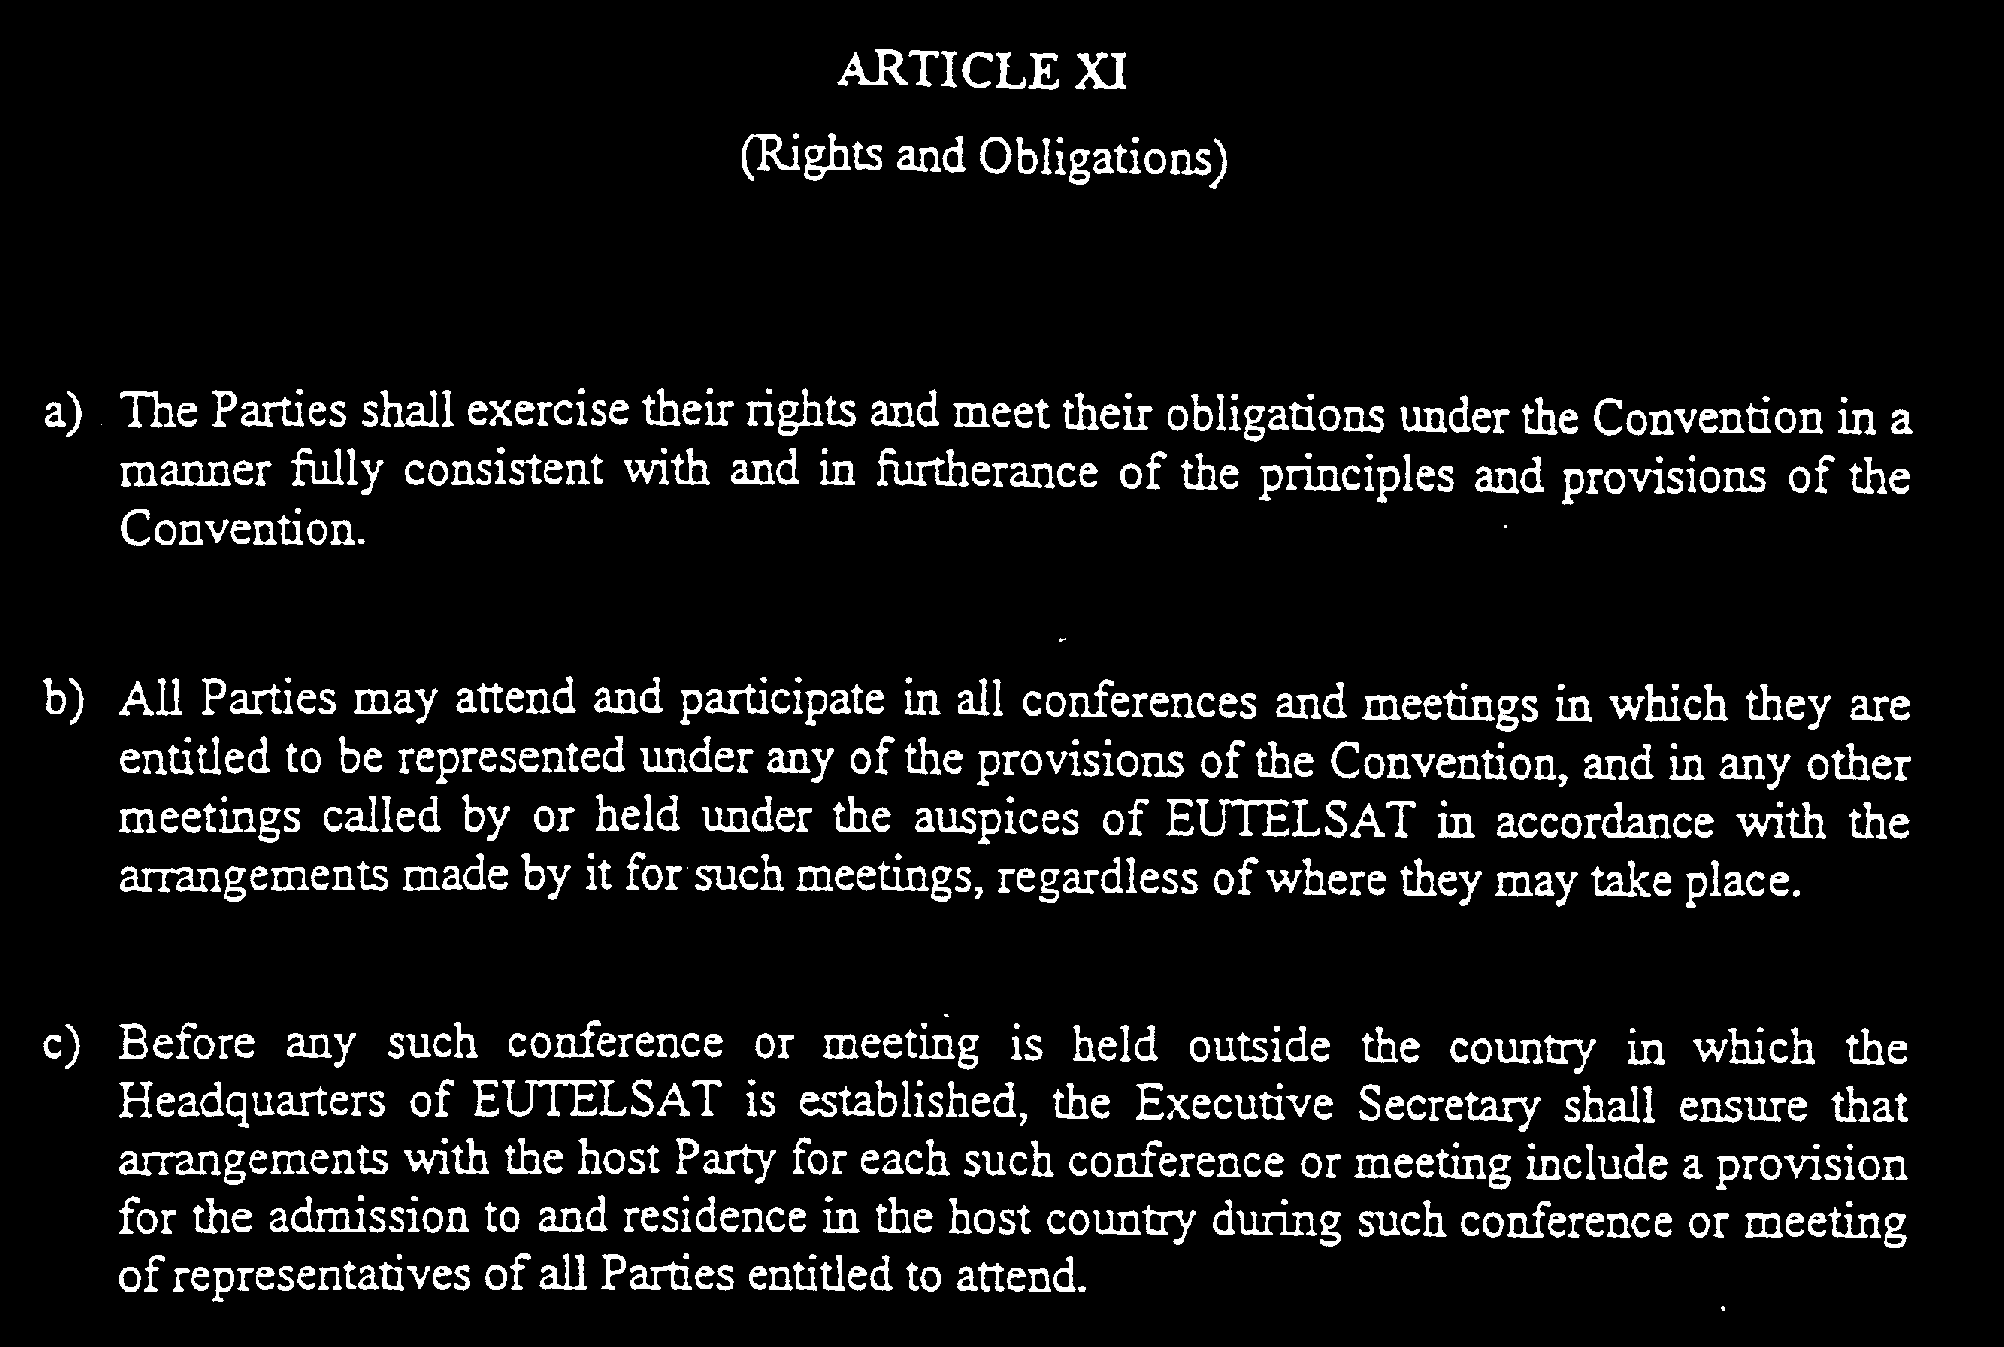 ARTICLE XI
(Rights and Obligations)
a) The Parties shall exercise their rights and meet their obligations under the Convention in a
manner fully consistent with and in furtherance of the principles and provisions of the
Convention.
b) All Parties may attend and participate in all conferences and meetings in which they are
entitled to be represented under any of the provisions of the Convention, and in any other
meetings called by or held under the auspices of EUTELSAT in accordance with the
arrangements made by it for such meetings, regardless of where they may take place.
c) Before any such conference or meeting is held outside the country in which the
Headquarters of EUTELSAT is established, the Executive Secretary shall ensure that
arrangements with the host Party for each such conference or meeting include a provision
for the admission to and residence in the host country during such conference or meeting
of representatives of all Parties entitled to attend.